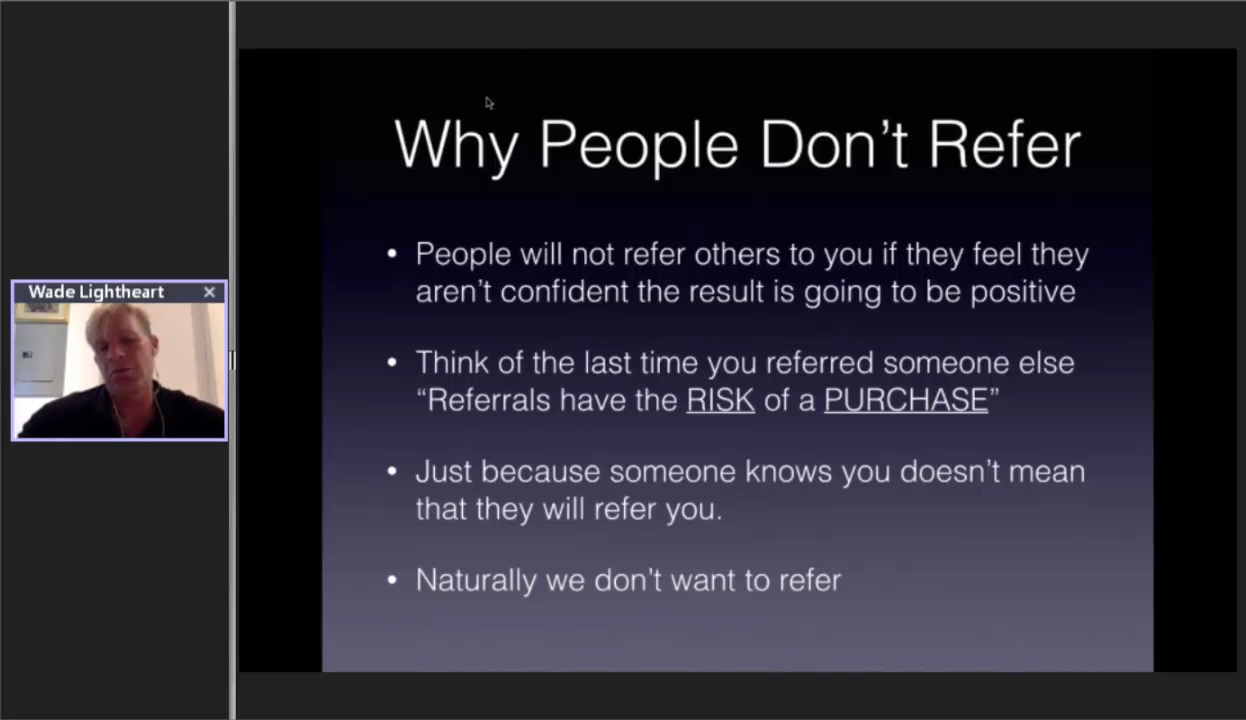 Wade Lightheart
Why People Don't Refer
• People will not refer others to you if they feel they
aren't confident the result is going to be positive
• Think of the last time you referred someone else
“Referrals have the RISK of a PURCHASE”
• Just because someone knows you doesn't mean
that they will refer you.
• Naturally we don't want to refer